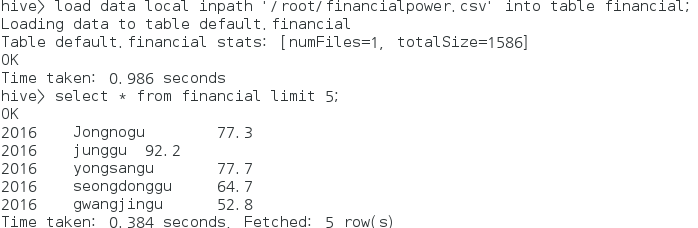 hive> load data local inpath '/root/financialpower.csv' into table financial;
Loading data to table default.financial
Table default.financial stats: [numFiles=1, totalSize=1586]
OK
Time taken: 0.986 seconds
hive> select * from financial limit 5;
OK
2016    Jongnogu        77.3
2016    junggu  92.2
2016    yongsangu       77.7
2016    seongdonggu     64.7
2016    gwangjingu      52.8
Time taken: 0.384 seconds, Fetched: 5 row(s)